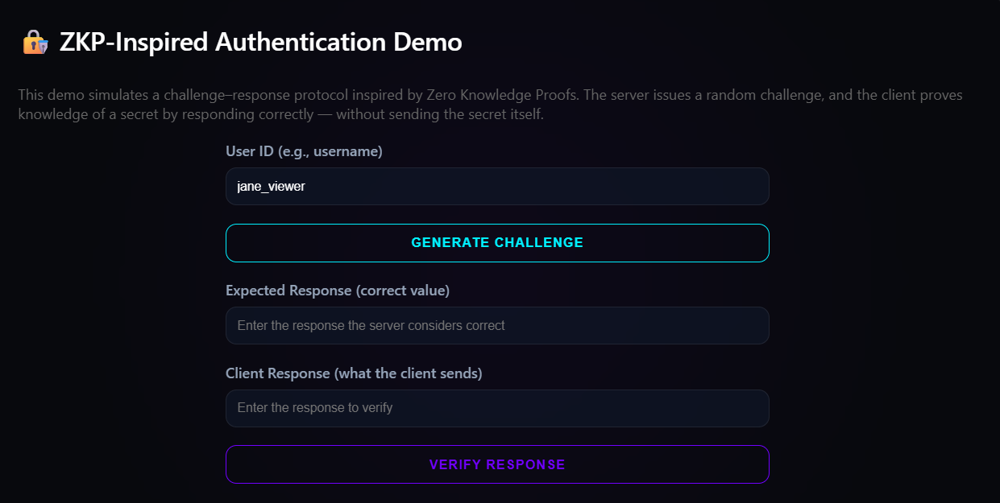 ZKP-Inspired Authentication Demo
This demo simulates a challenge–response protocol inspired by Zero Knowledge Proofs. The server issues a random challenge, and the client proves
knowledge of a secret by responding correctly — without sending the secret itself.
User ID (e.g., username)
jane_viewer
GENERATE CHALLENGE
Expected Response (correct value)
Enter the response the server considers correct
Client Response (what the client sends)
Enter the response to verify
VERIFY RESPONSE